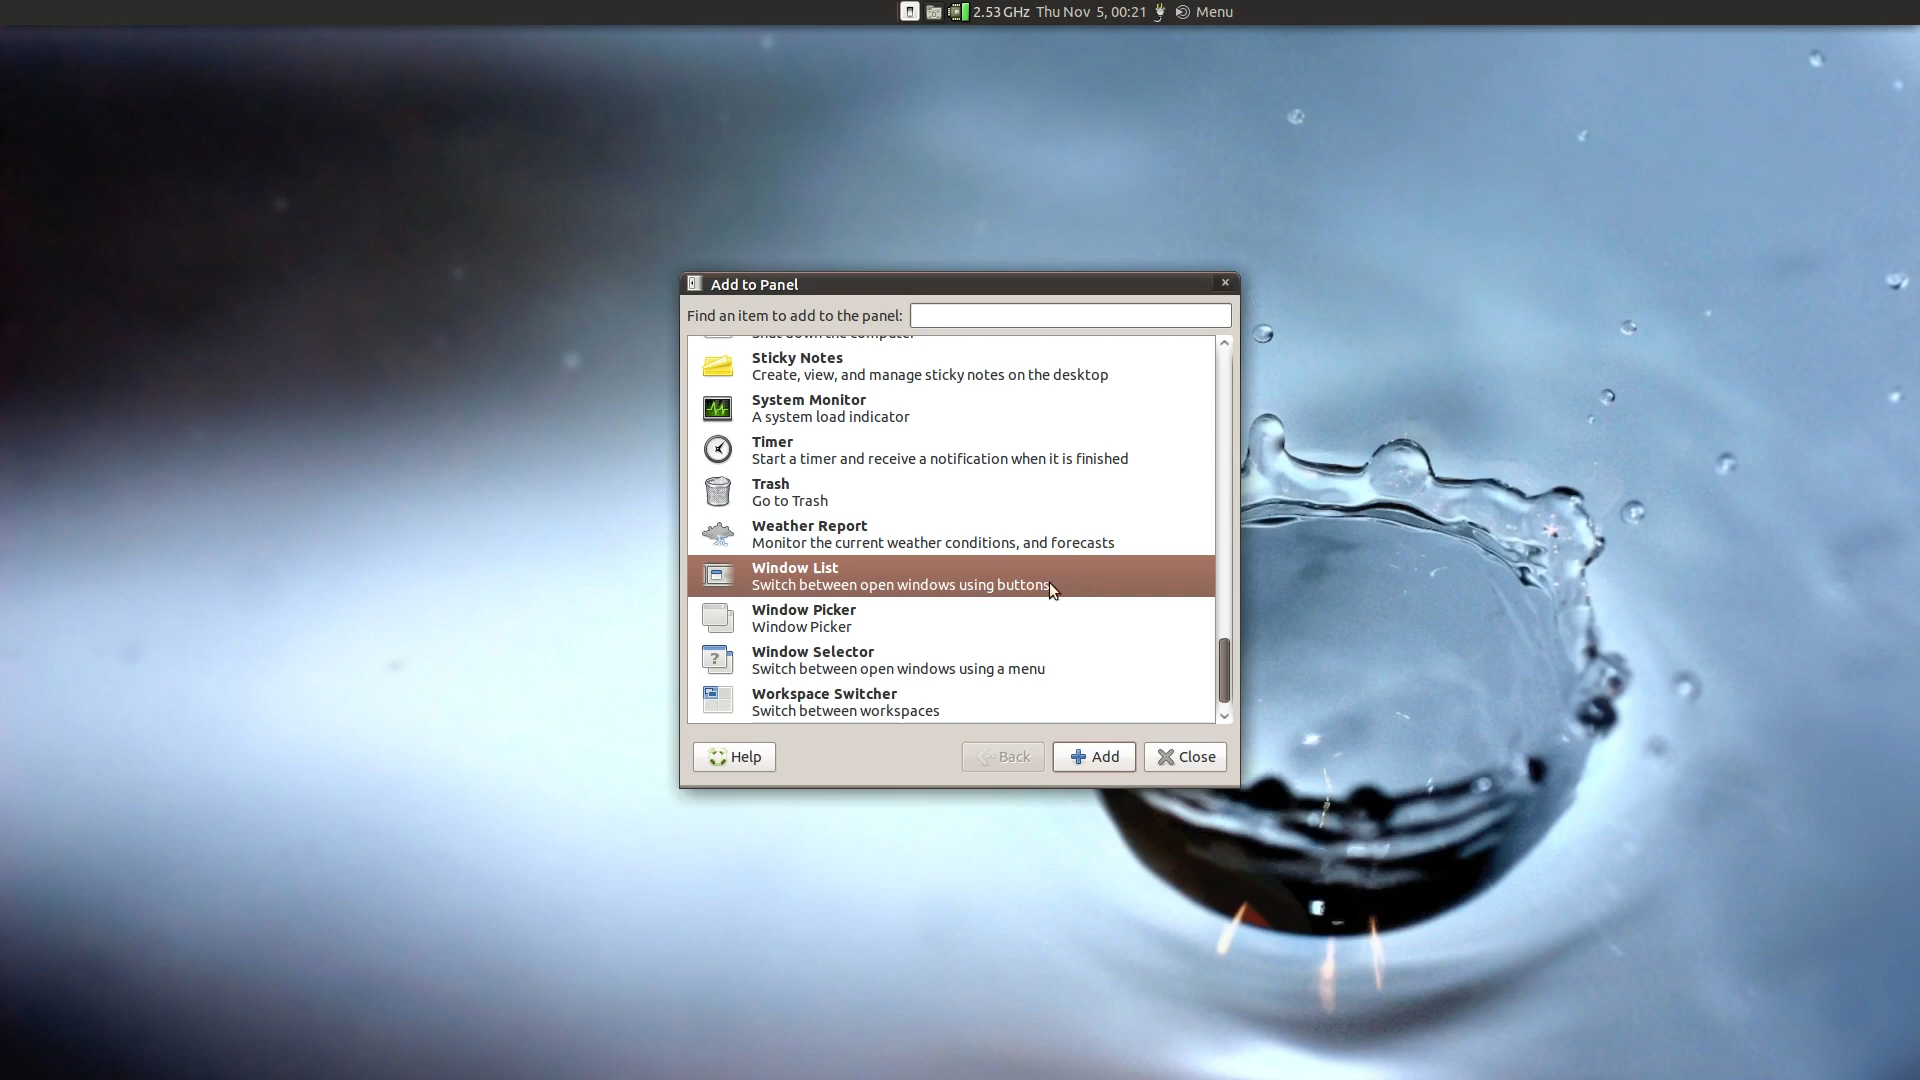 2.53 GHz Thu Nov 5, 00:21 Menu
Add to Panel
Find an item to add to the panel:
Shut down the computer
Sticky Notes
Create, view, and manage sticky notes on the desktop
System Monitor
A system load indicator
Timer
Start a timer and receive a notification when it is finished
Trash
Go to Trash
Weather Report
Monitor the current weather conditions, and forecasts
Window List
Switch between open windows using buttons
Window Picker
Window Picker
Window Selector
Switch between open windows using a menu
Workspace Switcher
Switch between workspaces
Help Back Add Close